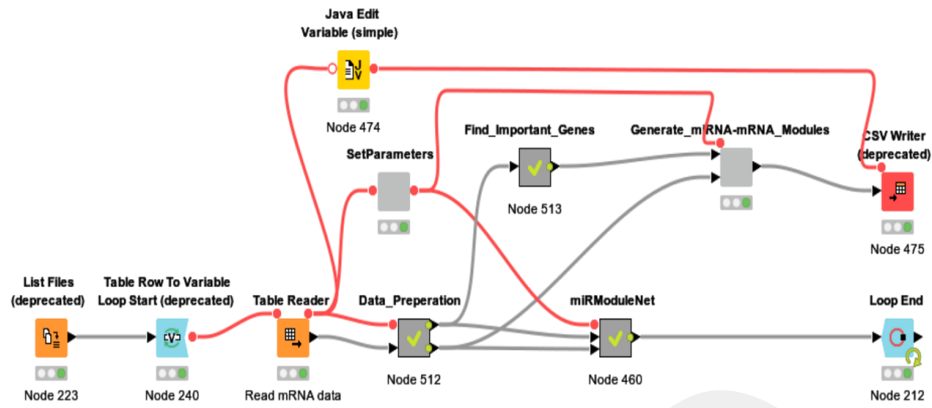 Java Edit
Variable (simple)
J
V
Node 474
Find_Important_Genes
Generate_mRNA-mRNA_Modules
CSV Writer
(deprecated)
SetParameters
Node 513
Node 475
List Files
(deprecated)
Table Row To Variable
Loop Start (deprecated)
Table Reader
Data_Preperation
miRModuleNet
Loop End
V
Node 512
Node 460
Node 223
Node 240
Read mRNA data
Node 212